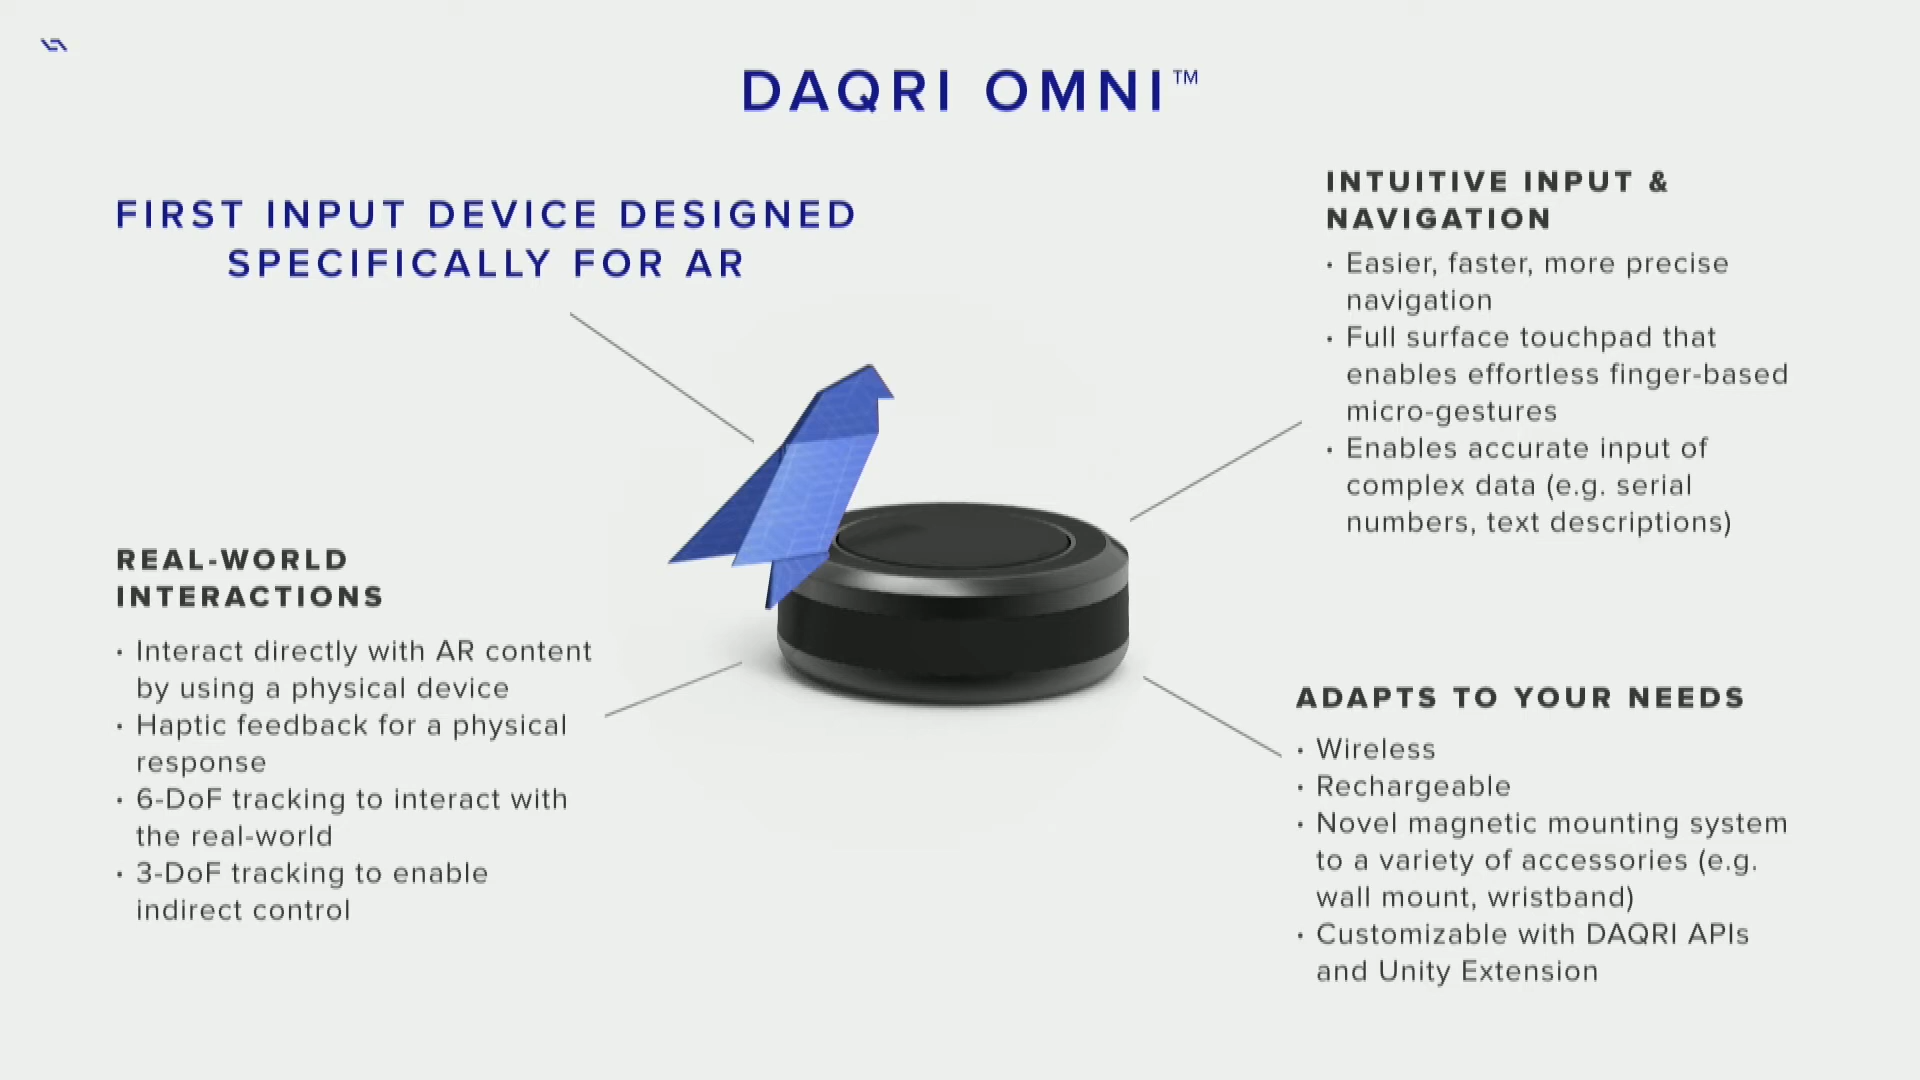 DAQRI OMNI™
FIRST INPUT DEVICE DESIGNED
SPECIFICALLY FOR AR
INTUITIVE INPUT &
NAVIGATION
• Easier, faster, more precise
navigation
• Full surface touchpad that
enables effortless finger-based
micro-gestures
• Enables accurate input of
complex data (e.g. serial
numbers, text descriptions)
REAL-WORLD
INTERACTIONS
• Interact directly with AR content
by using a physical device
• Haptic feedback for a physical
response
• 6-DoF tracking to interact with
the real-world
• 3-DoF tracking to enable
indirect control
ADAPTS TO YOUR NEEDS
• Wireless
• Rechargeable
• Novel magnetic mounting system
to a variety of accessories (e.g.
wall mount, wristband)
• Customizable with DAQRI APIs
and Unity Extension